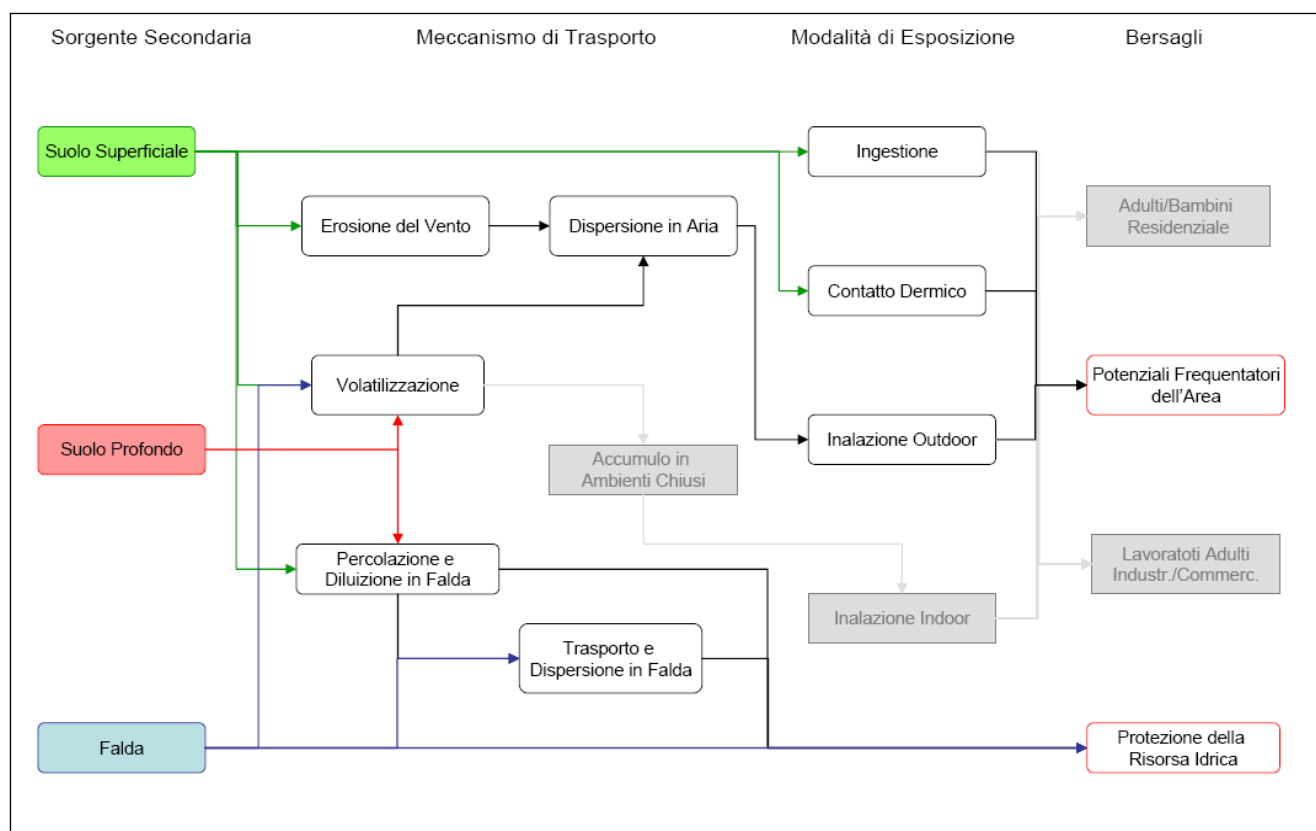 Sorgente Secondaria
Meccanismo di Trasporto
Modalità di Esposizione
Bersagli
Suolo Superficiale
Ingestione
Erosione del Vento
Dispersione in Aria
Adulti/Bambini
Residenziale
Contatto Dermico
Volatilizzazione
Potenziali Frequentatori
dell'Area
Suolo Profondo
Inalazione Outdoor
Accumulo in
Ambienti Chiusi
Percolazione e
Diluizione in Falda
Lavoratoti Adulti
Industr./Commerc.
Inalazione Indoor
Trasporto e
Dispersione in Falda
Falda
Protezione della
Risorsa Idrica